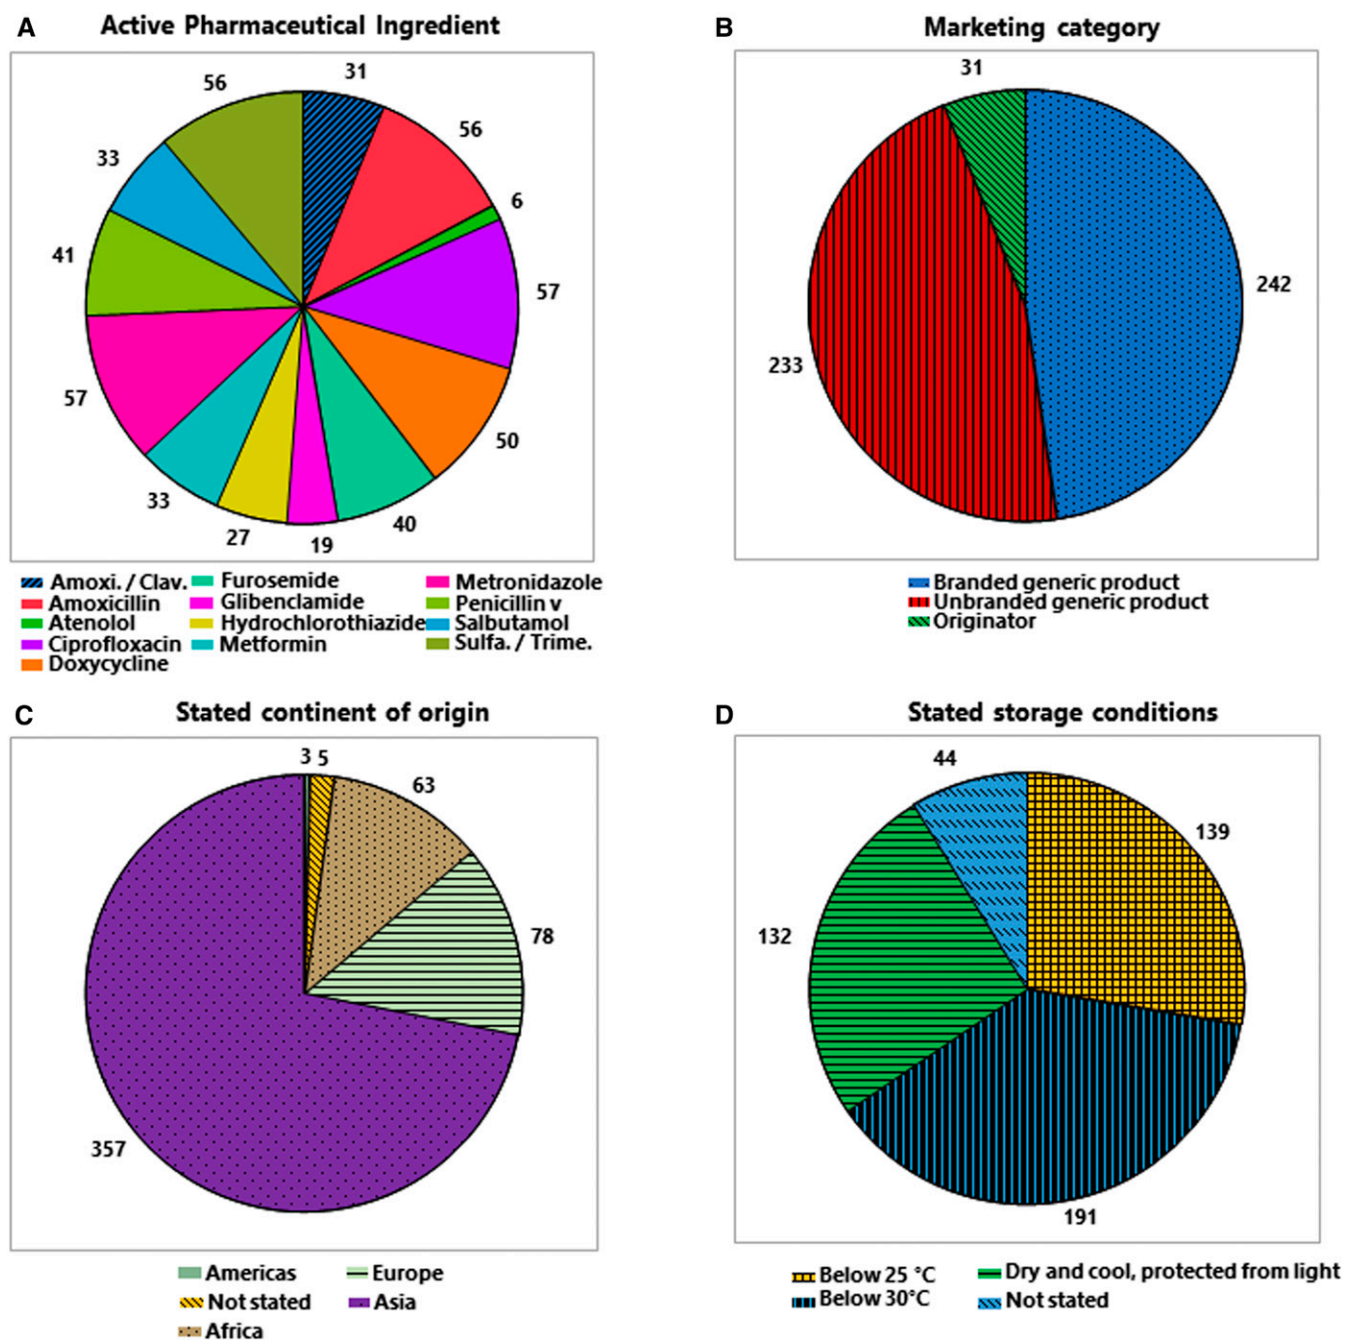 A Active Pharmaceutical Ingredient
31
56
6
57
50
40
19
27
33
57
41
33
56
Amoxi. / Clav. Furosemide Metronidazole
Amoxicillin Glibenclamide Penicillin v
Atenolol Hydrochlorothiazide Salbutamol
Ciprofloxacin Metformin Sulfa. / Trime.
Doxycycline
B Marketing category
31
242
233
Branded generic product
Unbranded generic product
Originator
C Stated continent of origin
3 5
63
78
357
Americas Europe
Not stated Asia
Africa
D Stated storage conditions
44
139
132
191
Below 25 °C Dry and cool, protected from light
Below 30°C Not stated